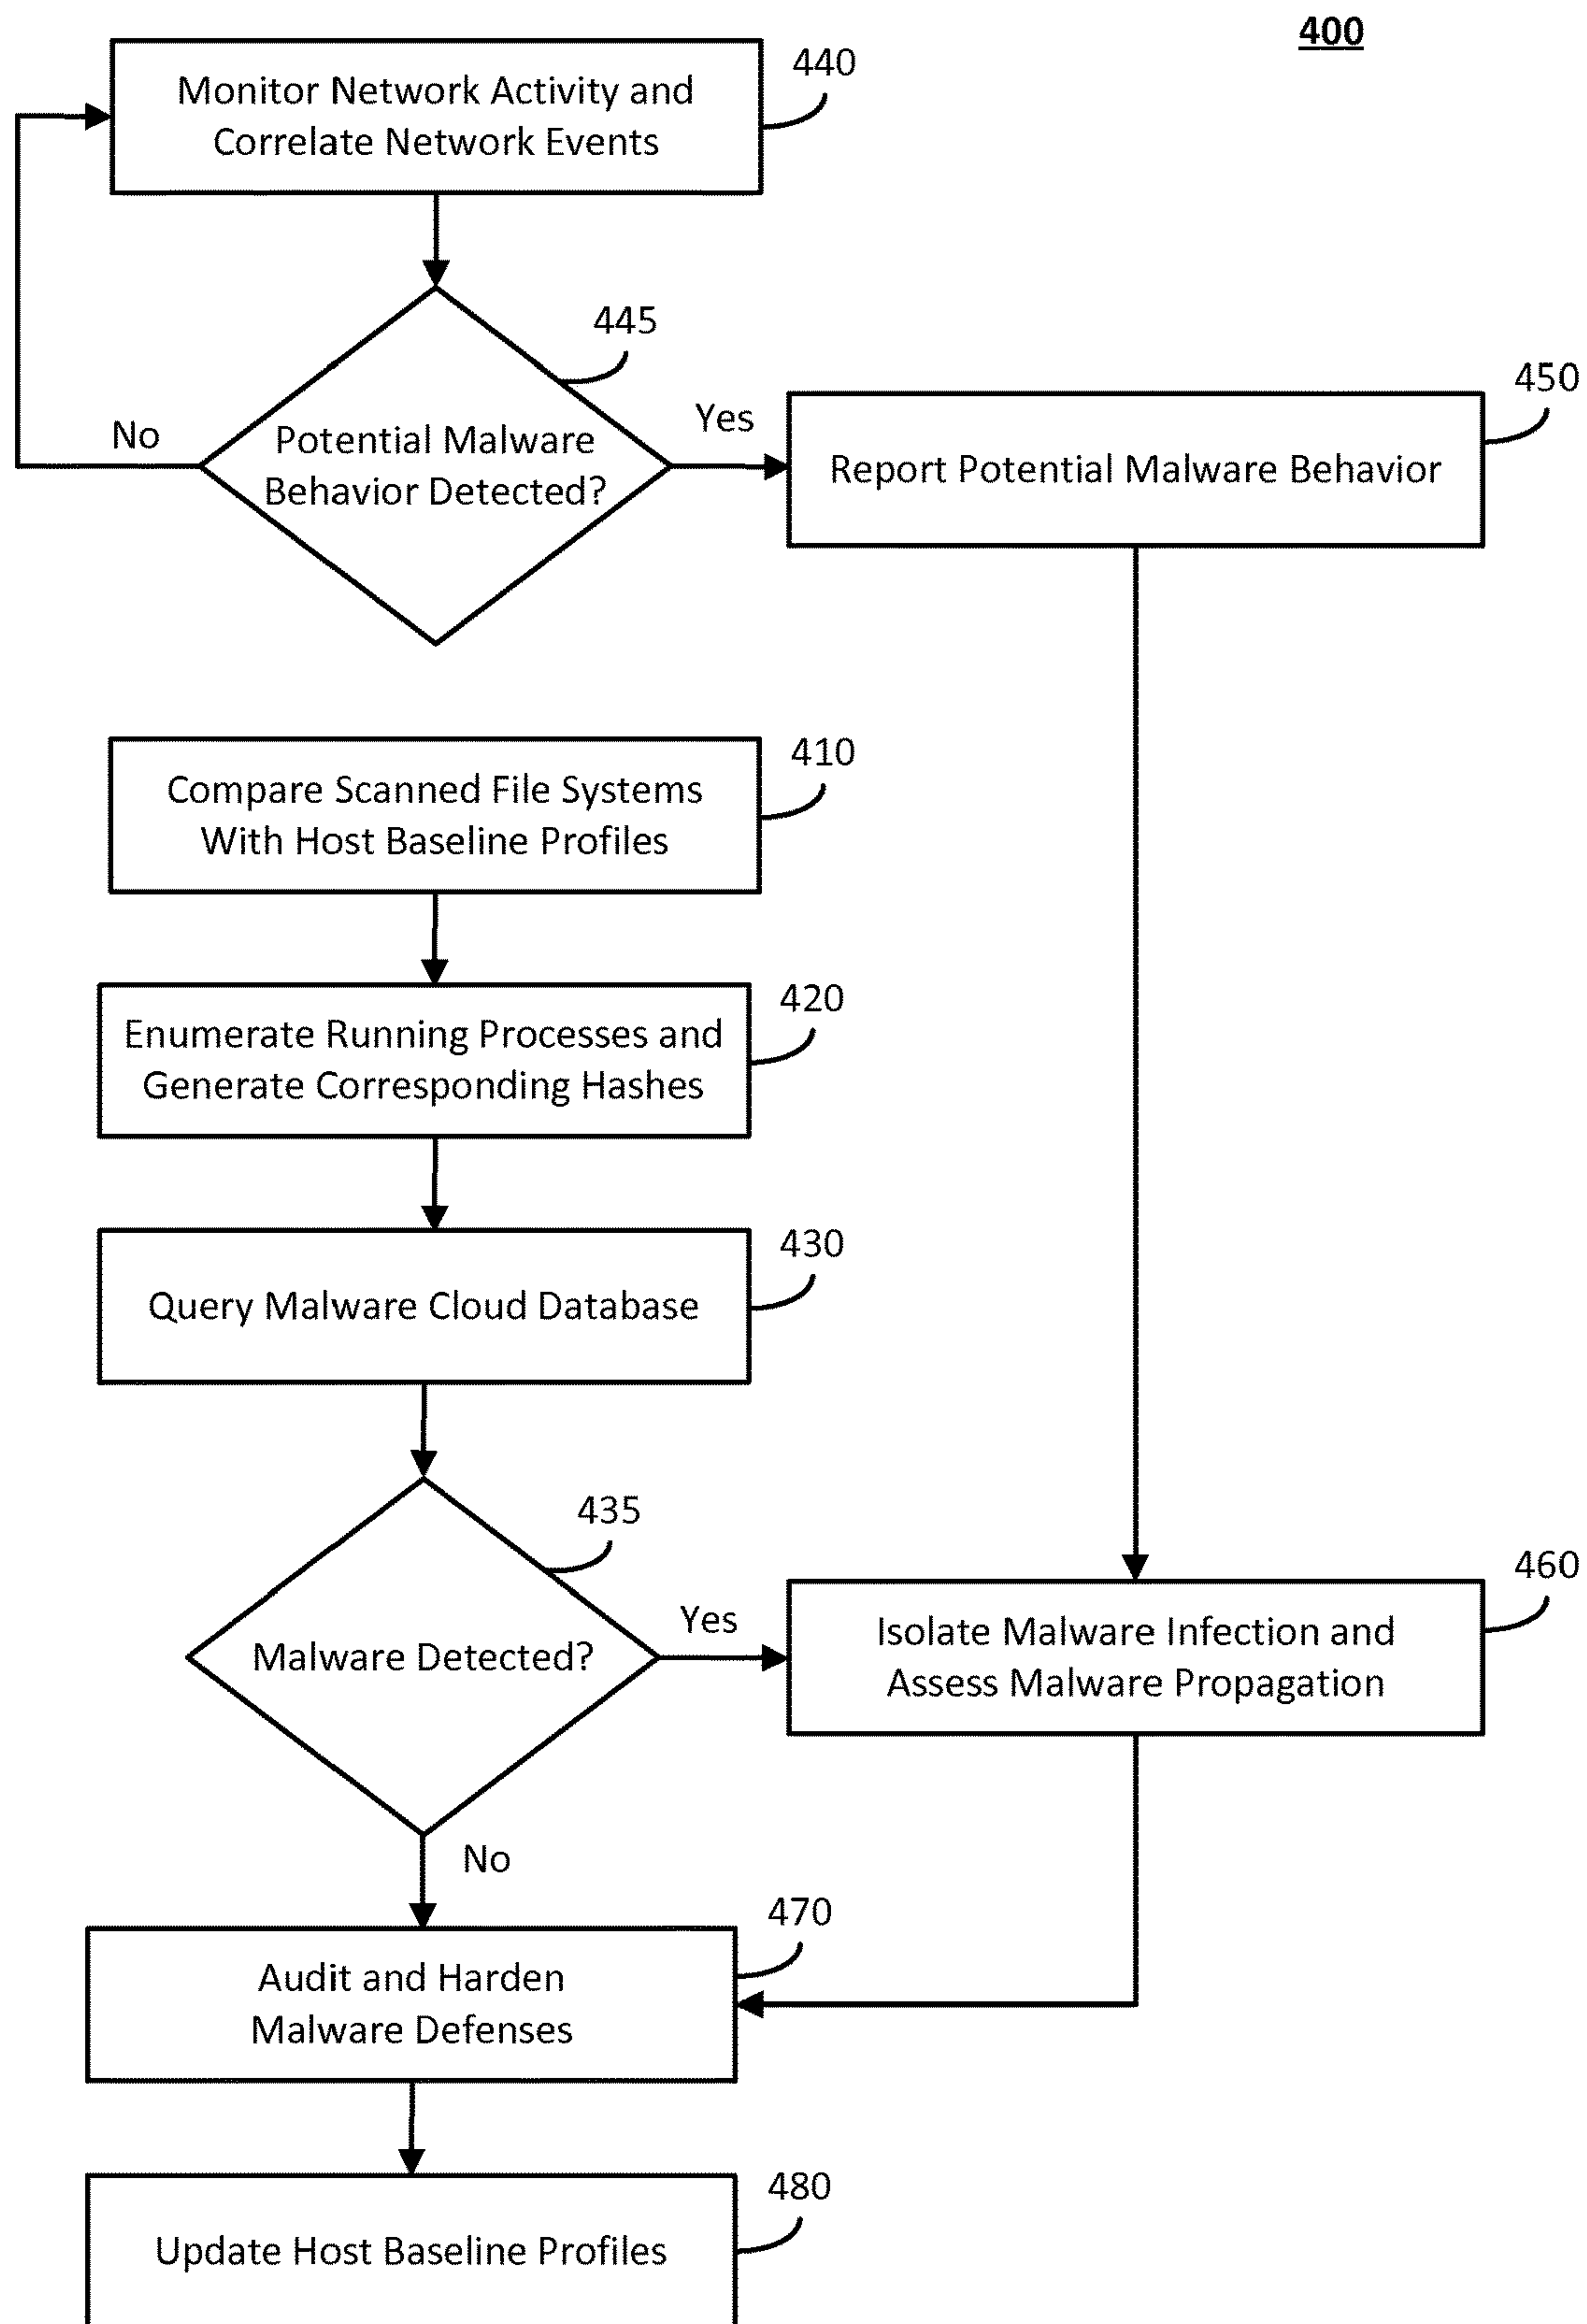 400
440
Monitor Network Activity and
Correlate Network Events
445
Potential Malware
Behavior Detected?
No
Yes
450
Report Potential Malware Behavior
410
Compare Scanned File Systems
With Host Baseline Profiles
420
Enumerate Running Processes and
Generate Corresponding Hashes
430
Query Malware Cloud Database
435
Malware Detected?
Yes
No
460
Isolate Malware Infection and
Assess Malware Propagation
470
Audit and Harden
Malware Defenses
480
Update Host Baseline Profiles